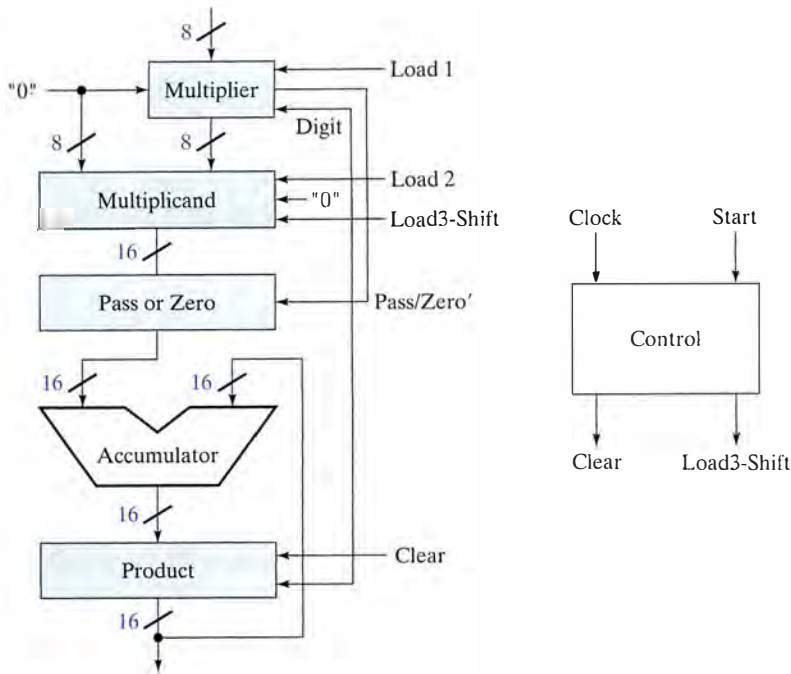 8
Load 1
"0"
Multiplier
Digit
8
8
Load 2
Multiplicand
"0"
Load3-Shift
16
Pass or Zero
Pass/Zero′
16
16
Accumulator
16
Product
Clear
16
Clock
Start
Control
Clear
Load3-Shift